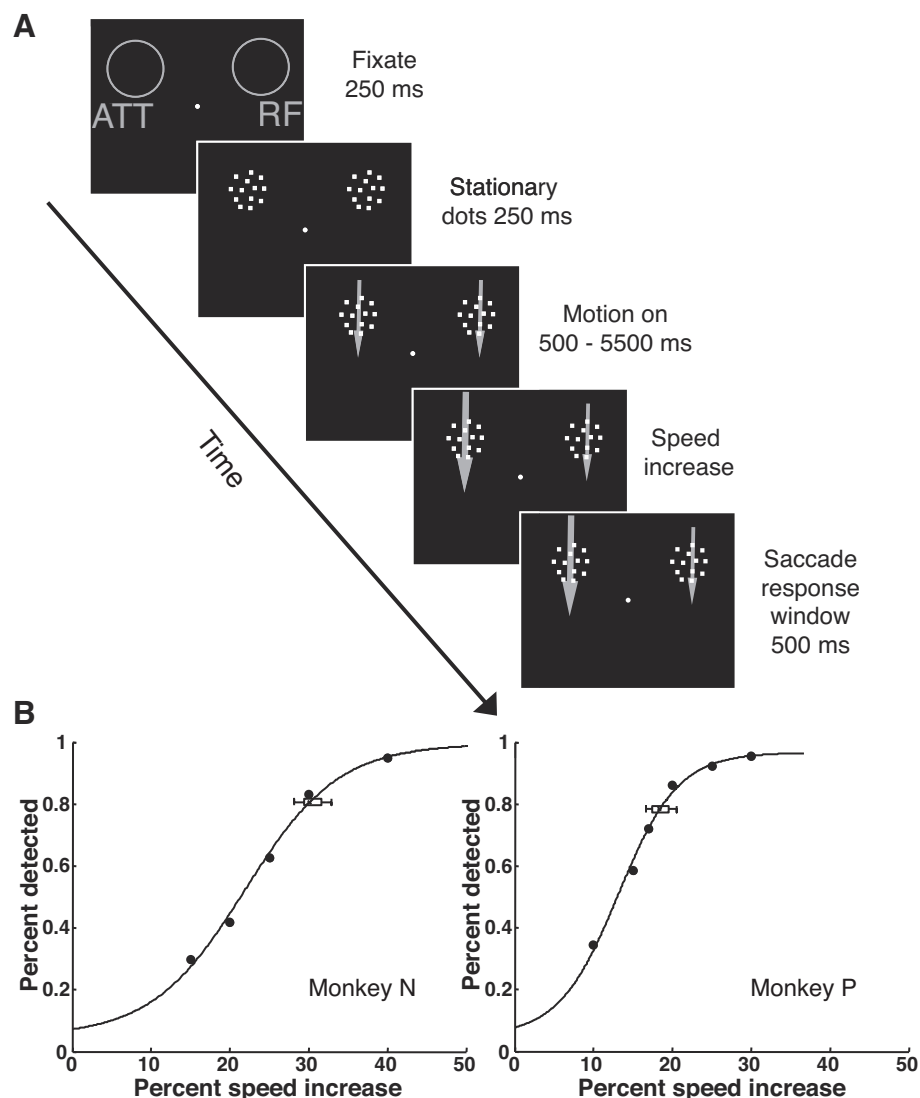 A
ATT
RF
Fixate
250 ms
Stationary
dots 250 ms
Motion on
500 - 5500 ms
Speed
increase
Saccade
response
window
500 ms
Time
B
Percent detected
1
0.8
0.6
0.4
0.2
0
0 10 20 30 40 50
Monkey N
Percent speed increase
Percent detected
1
0.8
0.6
0.4
0.2
0
0 10 20 30 40 50
Monkey P
Percent speed increase